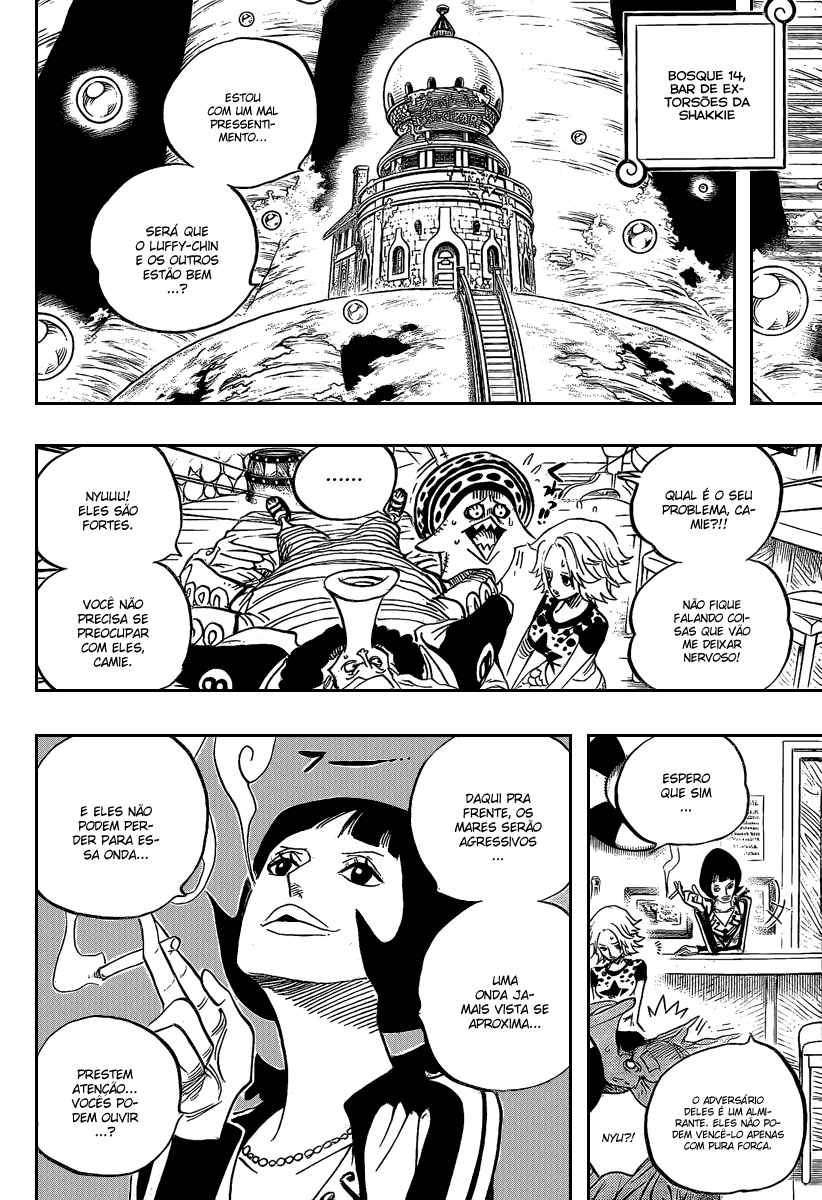 BOSQUE 14,
BAR DE EX-
TORSÕES DA
SHAKKIE
ESTOU
COM UM MAL
PRESSENTI-
MENTO...
SERÁ QUE
O LUFFY-CHIN
E OS OUTROS
ESTÃO BEM
...?
QUAL É O SEU
PROBLEMA, CA-
MIE?!!
NÃO FIQUE
FALANDO COI-
SAS QUE VÃO
ME DEIXAR
NERVOSO!
.......
NYUUU!
ELES SÃO
FORTES.
VOCÊ NÃO
PRECISA SE
PREOCUPAR
COM ELES,
CAMIE.
ESPERO
QUE SIM
...
O ADVERSÁRIO
DELES É UM ALMI-
RANTE. ELES NÃO PO-
DEM VENCÊ-LO APENAS
COM PURA FORÇA.
NYU?!
フー
DAQUI PRA
FRENTE, OS
MARES SERÃO
AGRESSIVOS
...
UMA
ONDA JA-
MAIS VISTA SE
APROXIMA...
E ELES NÃO
PODEM PER-
DER PARA ES-
SA ONDA...
PRESTEM
ATENÇÃO...
VOCÊS PO-
DEM OUVIR
...?